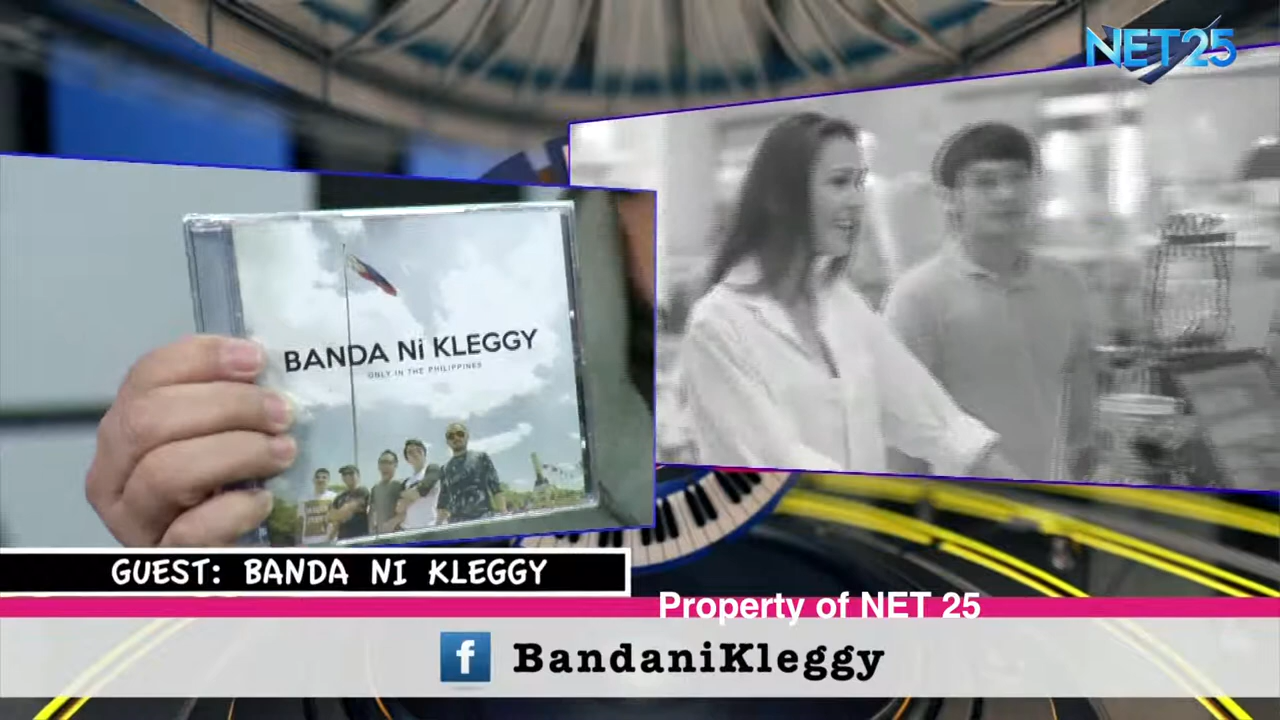 NET25
BANDA Ni KLEGGY
ONLY IN THE PHILIPPINES
GUEST: BANDA NI KLEGGY
Property of NET 25
f BandaniKleggy